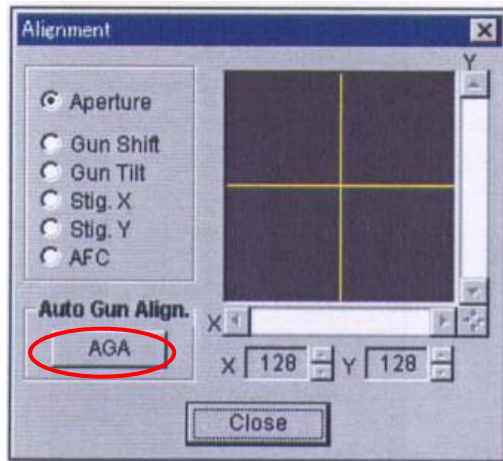 Alignment
Y
Aperture
Gun Shift
Gun Tilt
Stig. X
Stig. Y
AFC
Auto Gun Align.
AGA
X
X 128 Y 128
Close